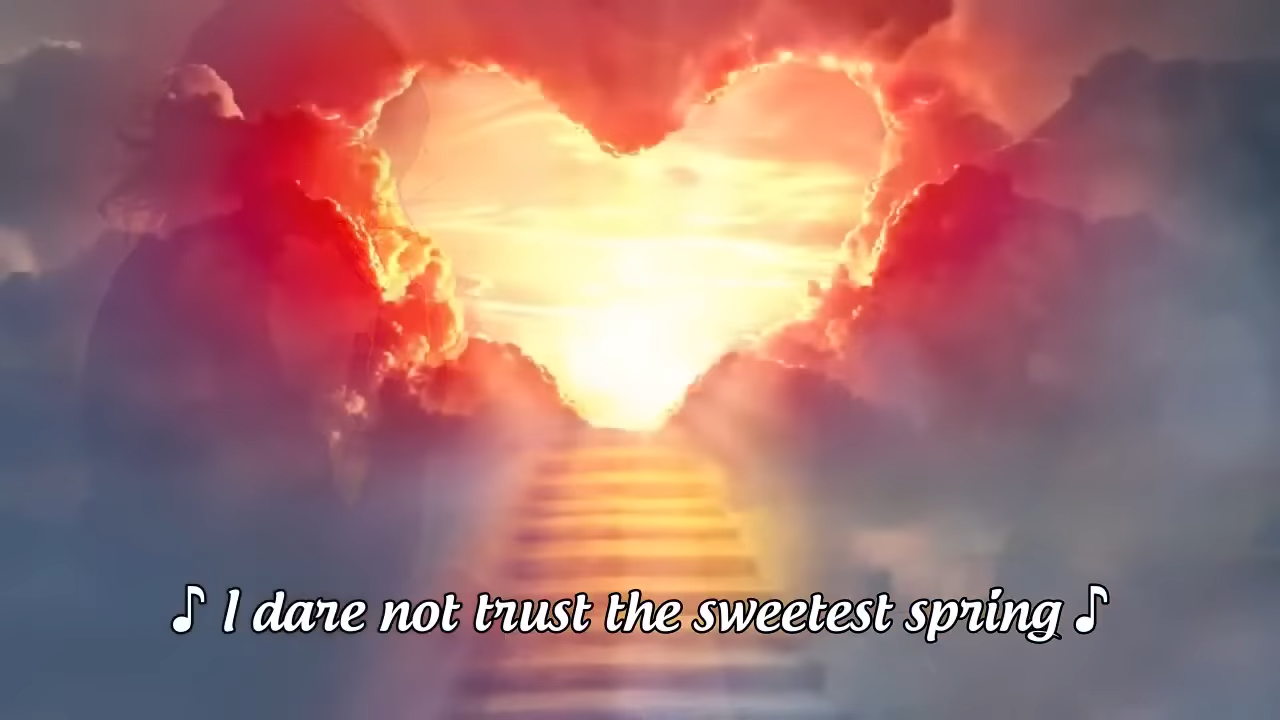 ♪ I dare not trust the sweetest spring ♪